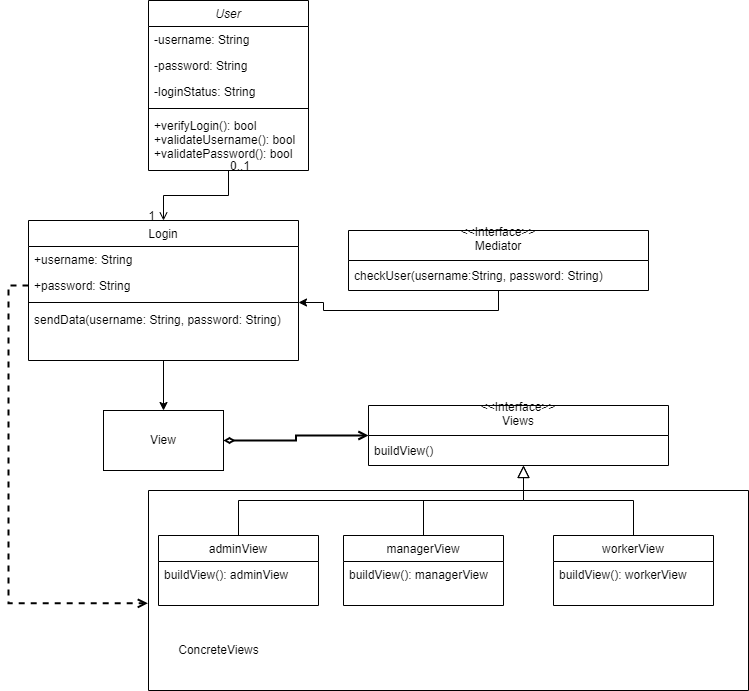 User
-username: String
-password: String
-loginStatus: String
+verifyLogin(): bool
+validateUsername(): bool
+validatePassword(): bool
0..1
1
Login
+username: String
+password: String
sendData(username: String, password: String)
<<Interface>>
Mediator
checkUser(username:String, password: String)
View
<<Interface>>
Views
buildView()
adminView
buildView(): adminView
managerView
buildView(): managerView
workerView
buildView(): workerView
ConcreteViews